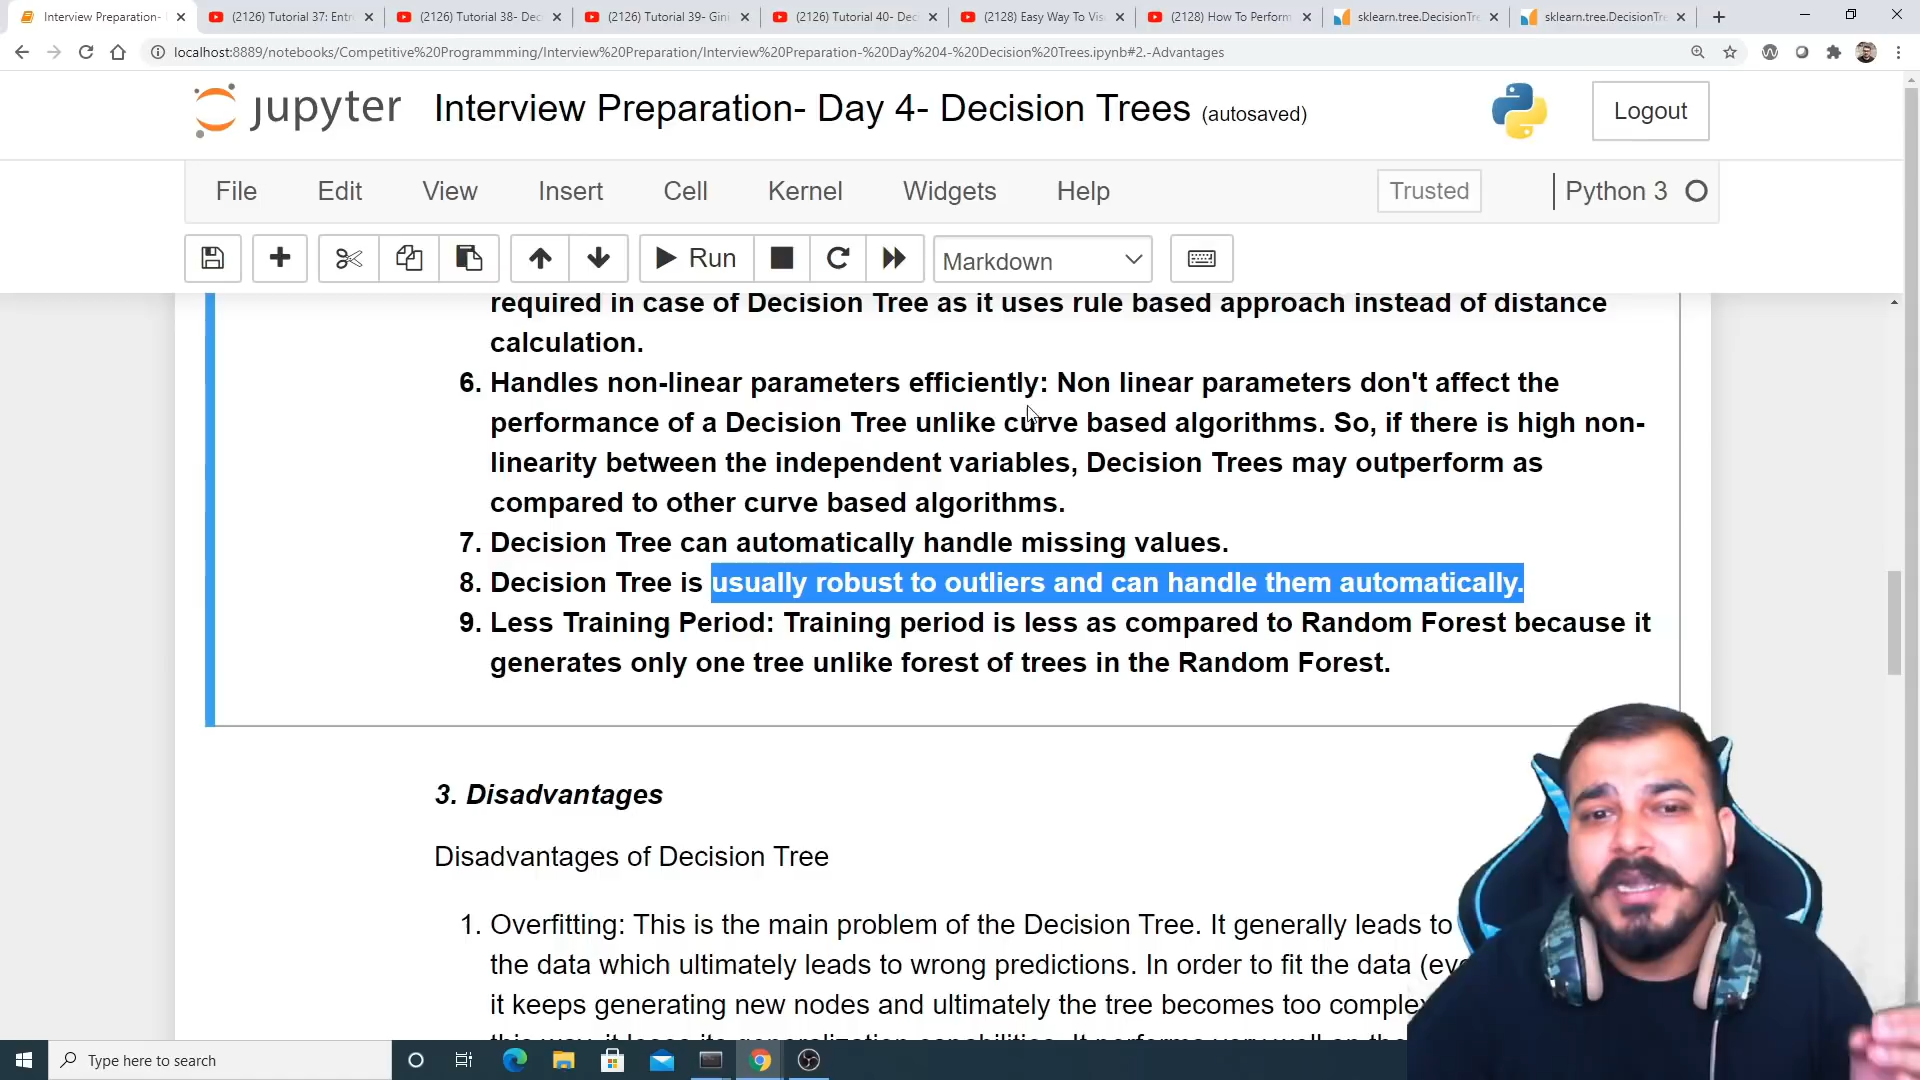 Interview Preparation-
(2126) Tutorial 37: Entr
(2126) Tutorial 38- Dec
(2126) Tutorial 39- Gini
(2126) Tutorial 40- Dec
(2128) Easy Way To Vis
(2128) How To Perform
sklearn.tree.DecisionTre
sklearn.tree.DecisionTre
localhost:8889/notebooks/Competitive%20Programmming/Interview%20Preparation/Interview%20Preparation-%20Day%204-%20Decision%20Trees.ipynb#2.-Advantages
jupyter Interview Preparation- Day 4- Decision Trees (autosaved)
Logout
File Edit View Insert Cell Kernel Widgets Help
Trusted
Python 3
Run
Markdown
required in case of Decision Tree as it uses rule based approach instead of distance
calculation.
6. Handles non-linear parameters efficiently: Non linear parameters don't affect the
performance of a Decision Tree unlike curve based algorithms. So, if there is high non-
linearity between the independent variables, Decision Trees may outperform as
compared to other curve based algorithms.
7. Decision Tree can automatically handle missing values.
8. Decision Tree is usually robust to outliers and can handle them automatically.
9. Less Training Period: Training period is less as compared to Random Forest because it
generates only one tree unlike forest of trees in the Random Forest.
3. Disadvantages
Disadvantages of Decision Tree
1. Overfitting: This is the main problem of the Decision Tree. It generally leads to
the data which ultimately leads to wrong predictions. In order to fit the data
it keeps generating new nodes and ultimately the tree becomes too
Type here to search